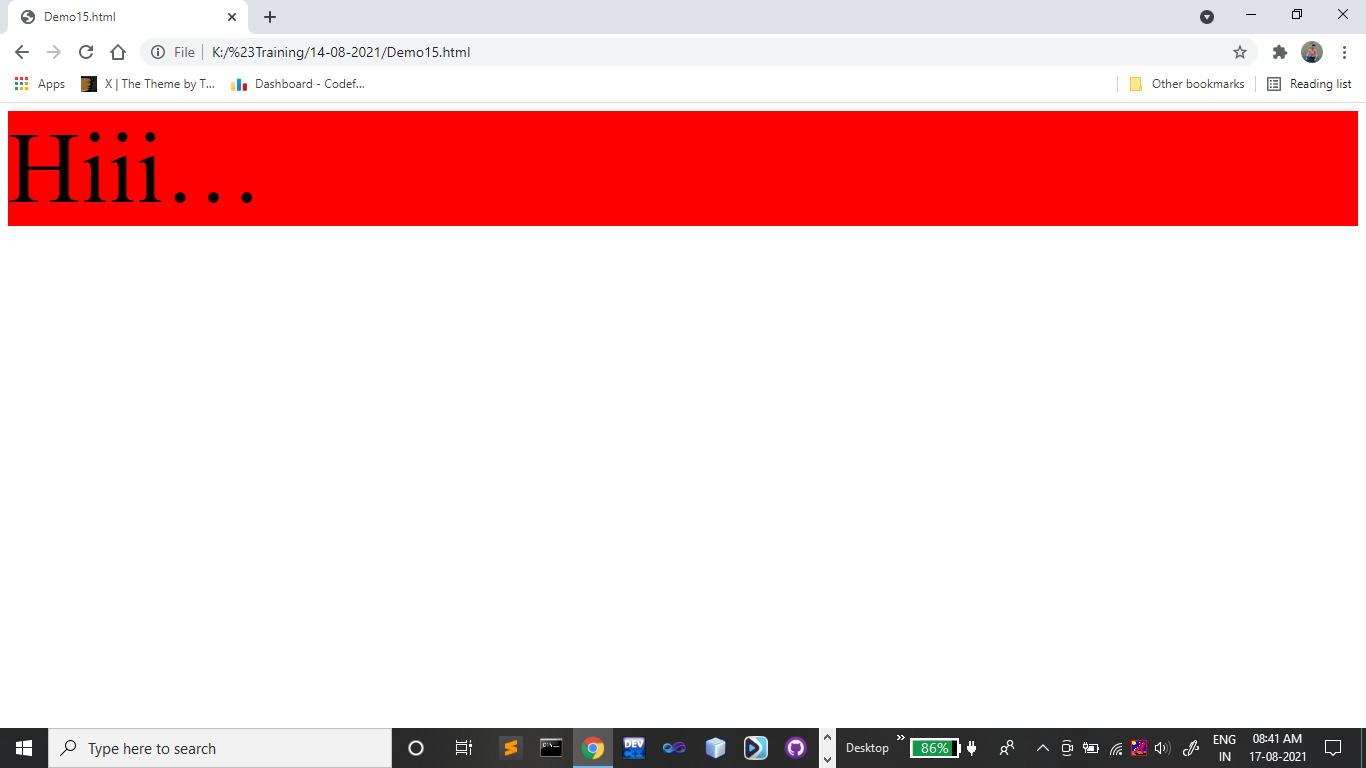 Demo15.html
File K:/%23Training/14-08-2021/Demo15.html
Apps X | The Theme by T... Dashboard - Codef... Other bookmarks Reading list
Hiii...
Type here to search DEV Desktop 86% ENG IN 08:41 AM 17-08-2021